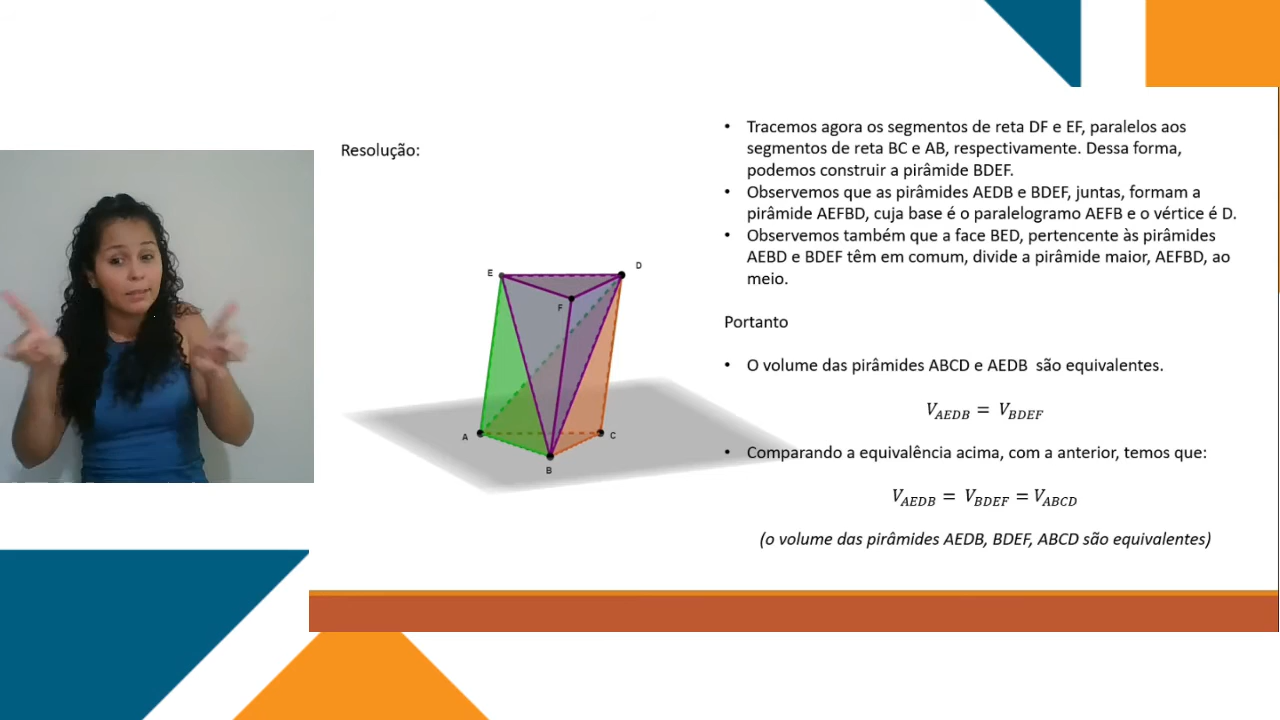 Resolução:
• Tracemos agora os segmentos de reta DF e EF, paralelos aos
segmentos de reta BC e AB, respectivamente. Dessa forma,
podemos construir a pirâmide BDEF.
• Observemos que as pirâmides AEDB e BDEF, juntas, formam a
pirâmide AEFBD, cuja base é o paralelogramo AEFB e o vértice é D.
• Observemos também que a face BED, pertencente às pirâmides
AEBD e BDEF têm em comum, divide a pirâmide maior, AEFBD, ao
meio.
Portanto
• O volume das pirâmides ABCD e AEDB são equivalentes.
V_AEDB = V_BDEF
• Comparando a equivalência acima, com a anterior, temos que:
V_AEDB = V_BDEF = V_ABCD
(o volume das pirâmides AEDB, BDEF, ABCD são equivalentes)
E
D
F
A
C
B